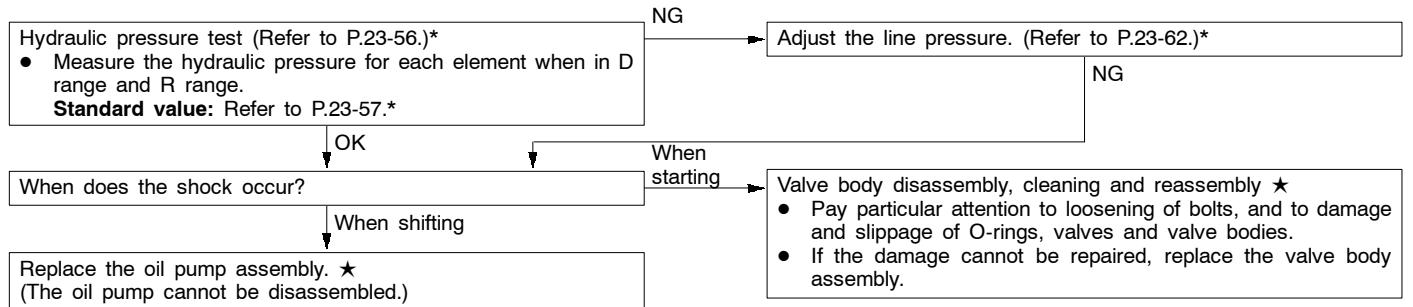 Hydraulic pressure test (Refer to P.23-56.)*
● Measure the hydraulic pressure for each element when in D
range and R range.
Standard value: Refer to P.23-57.*
NG
Adjust the line pressure. (Refer to P.23-62.)*
NG
OK
When does the shock occur?
When
starting
Valve body disassembly, cleaning and reassembly ★
● Pay particular attention to loosening of bolts, and to damage
and slippage of O-rings, valves and valve bodies.
● If the damage cannot be repaired, replace the valve body
assembly.
When shifting
Replace the oil pump assembly. ★
(The oil pump cannot be disassembled.)